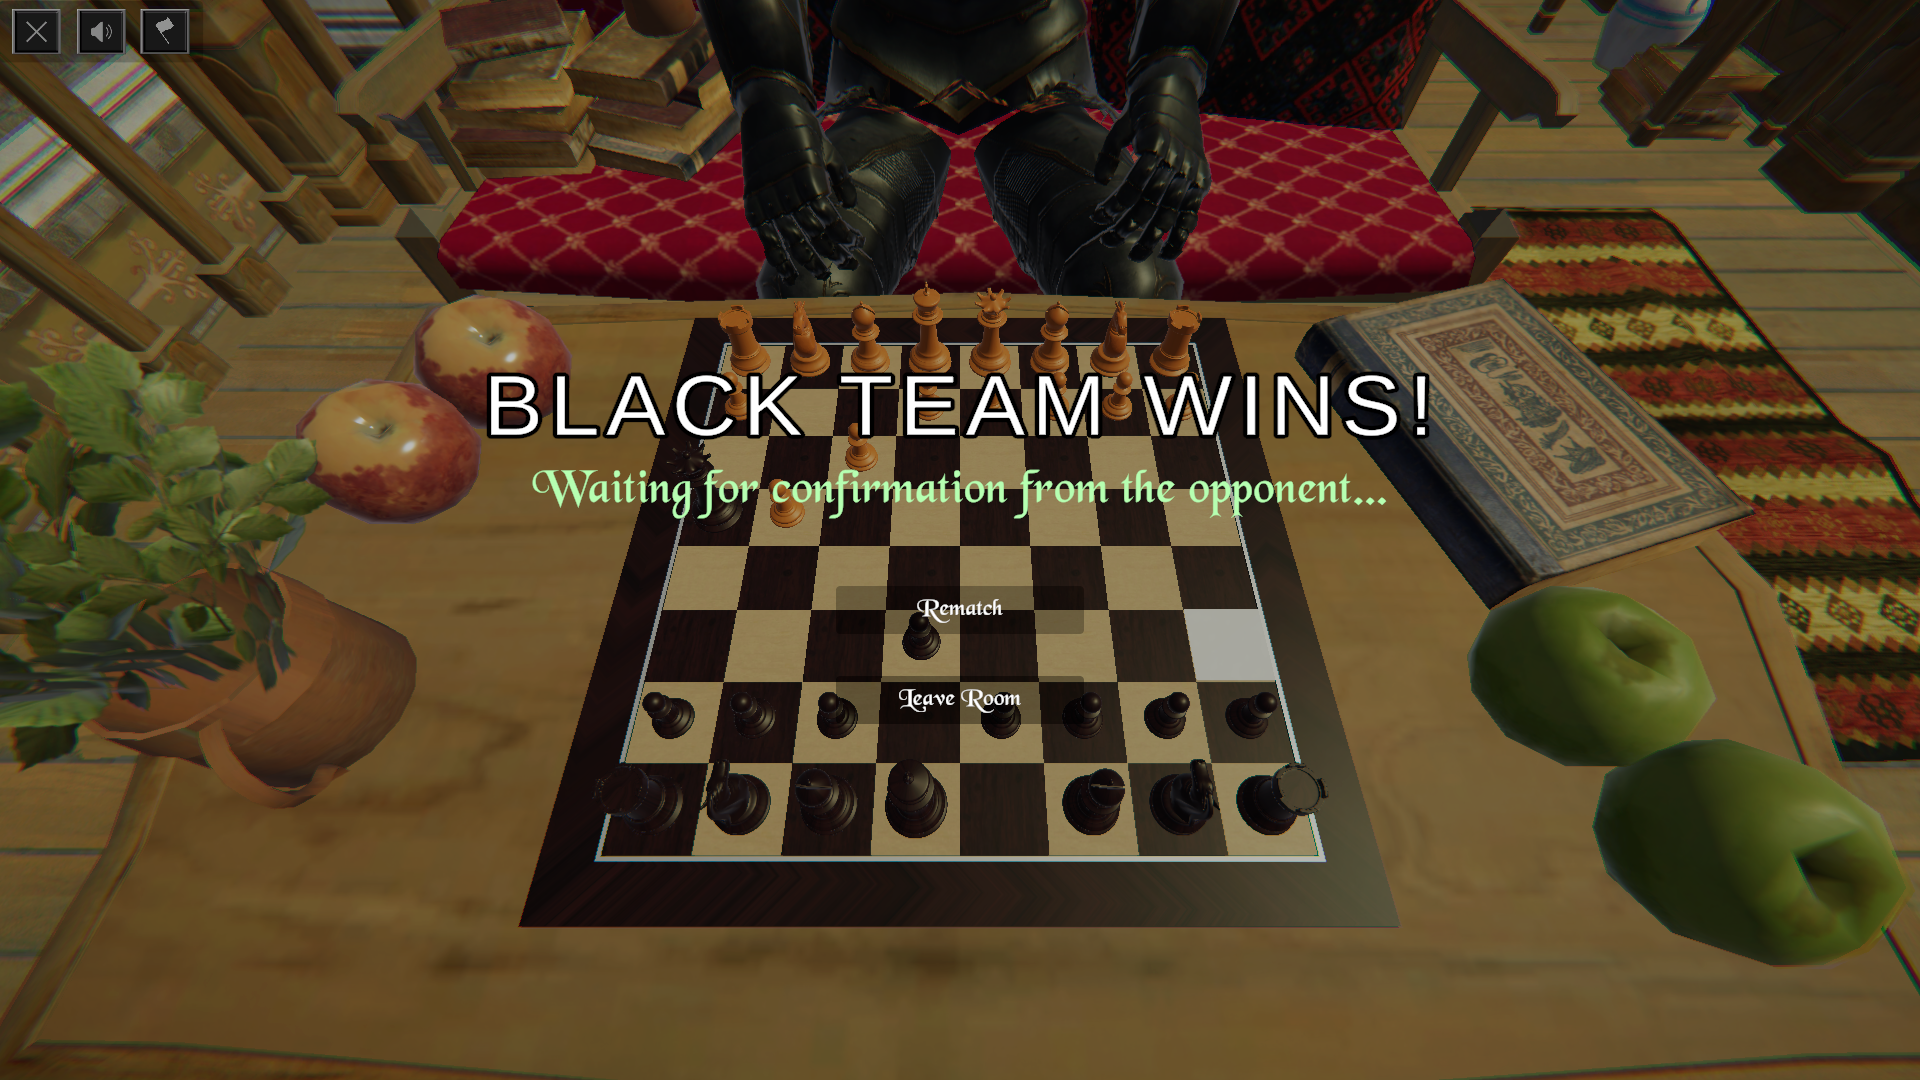 BLACK TEAM WINS!
Waiting for confirmation from the opponent...
Rematch
Leave Room